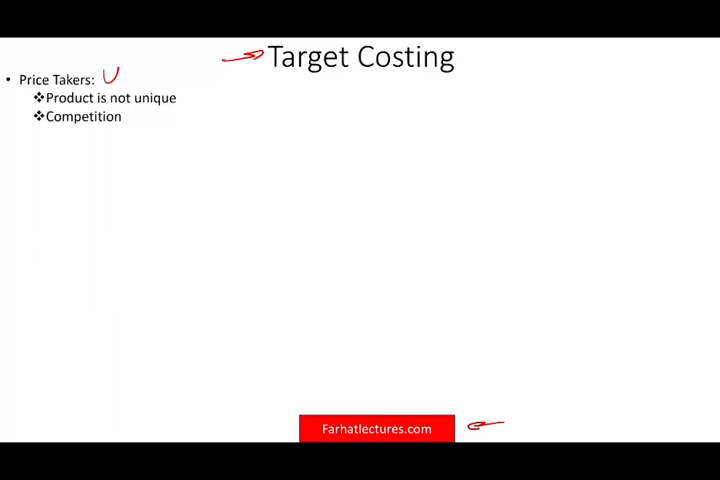 Target Costing
• Price Takers:
❖Product is not unique
❖Competition
Farhatlectures.com